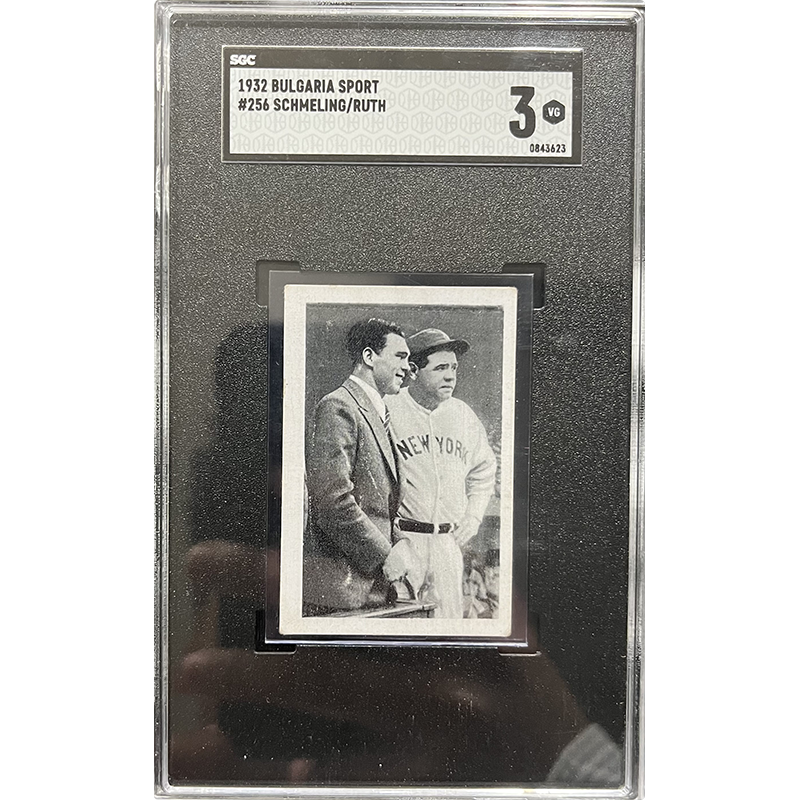 SGC
1932 BULGARIA SPORT
#256 SCHMELING/RUTH
3 VG
0843623
NEW YORK